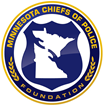 MINNESOTA CHIEFS OF POLICE
FOUNDATION